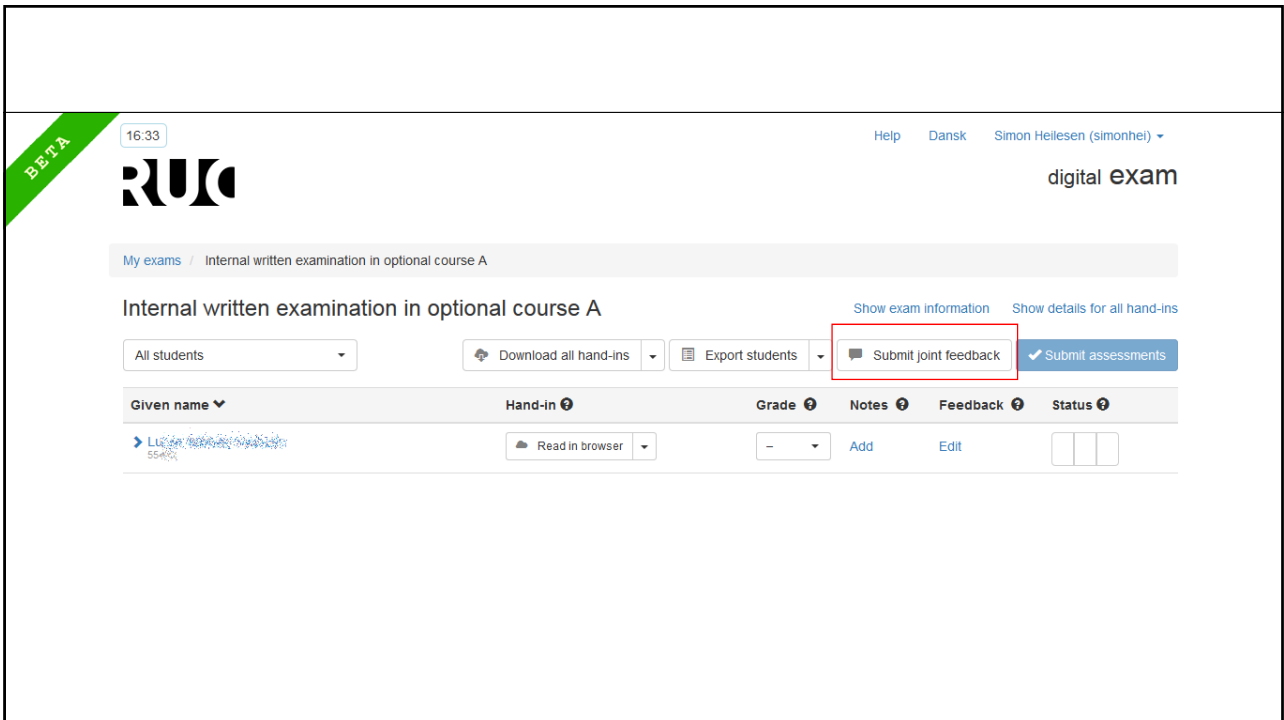 BETA
16:33
Help Dansk Simon Heilesen (simonhei)
RUC
digital exam
My exams / Internal written examination in optional course A
Internal written examination in optional course A
Show exam information Show details for all hand-ins
All students Download all hand-ins Export students Submit joint feedback Submit assessments
Given name Hand-in Grade Notes Feedback Status
Read in browser – Add Edit